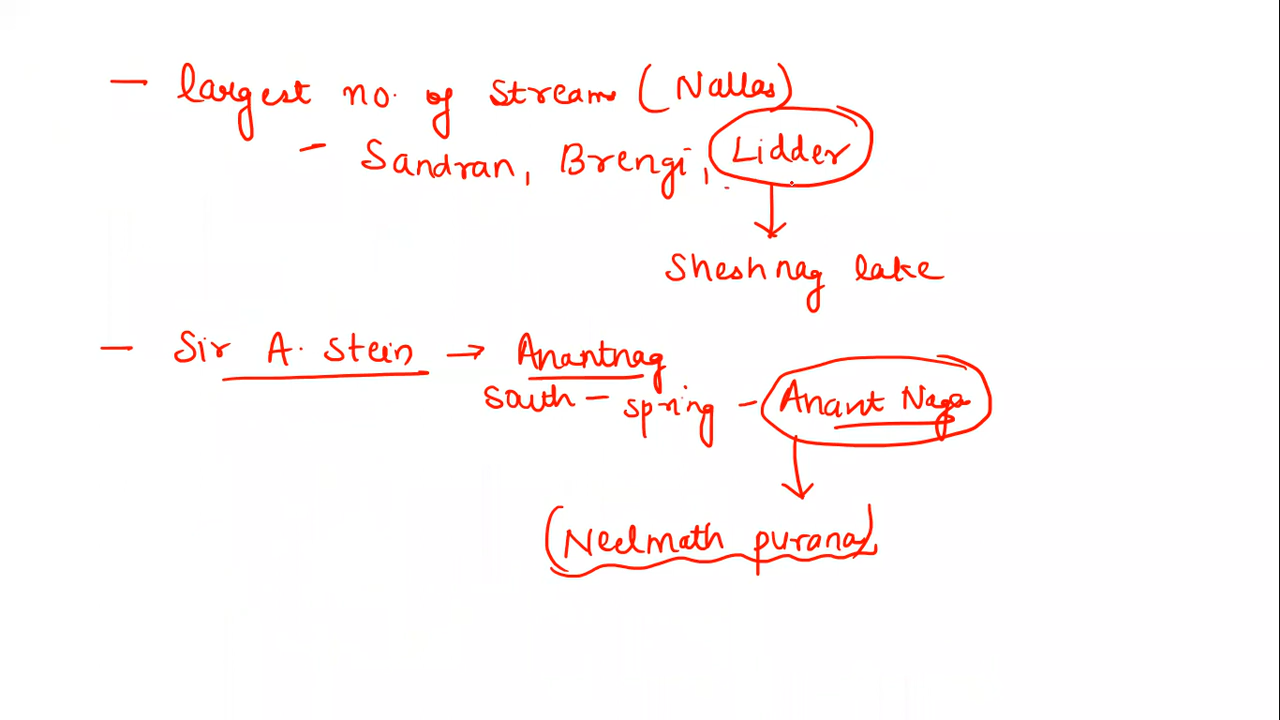 — largest no. of Streams (Nallas)
– Sandran, Brengi, Lidder
Sheshnag lake
— Sir A. Stein → Anantnag
South – spring – Anant Naga
(Neelmath purana)